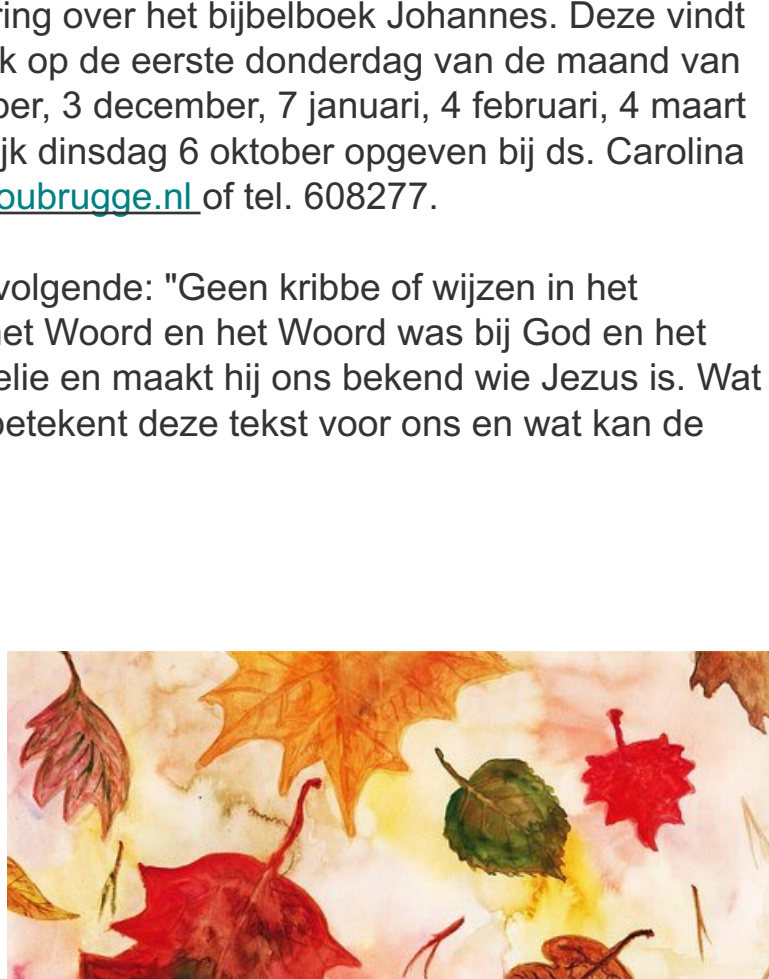 ring over het bijbelboek Johannes. Deze vindt
k op de eerste donderdag van de maand van
ber, 3 december, 7 januari, 4 februari, 4 maart
jk dinsdag 6 oktober opgeven bij ds. Carolina
oubrugge.nl of tel. 608277.
volgende: "Geen kribbe of wijzen in het
het Woord en het Woord was bij God en het
elie en maakt hij ons bekend wie Jezus is. Wat
betekent deze tekst voor ons en wat kan de